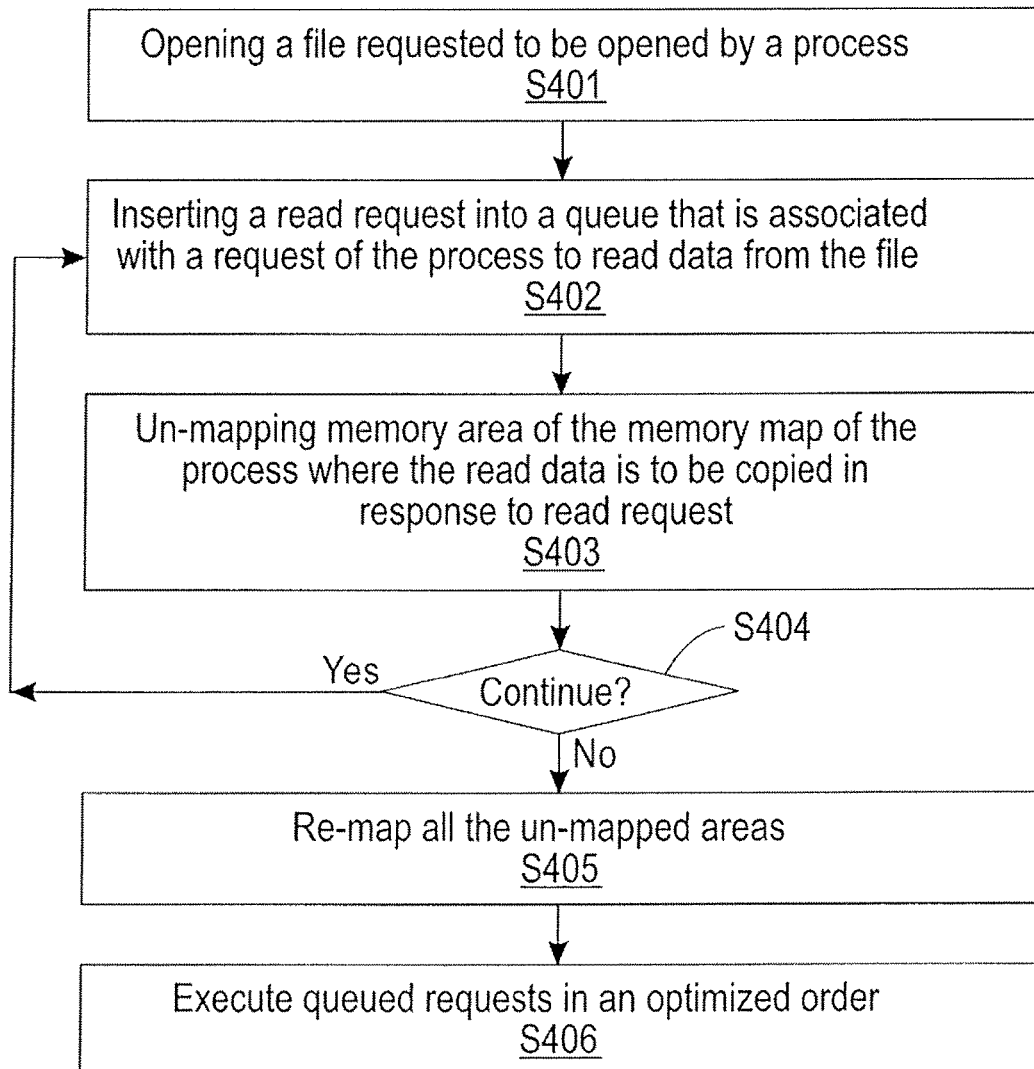 Opening a file requested to be opened by a process
S401
Inserting a read request into a queue that is associated
with a request of the process to read data from the file
S402
Un-mapping memory area of the memory map of the
process where the read data is to be copied in
response to read request
S403
S404
Yes
Continue?
No
Re-map all the un-mapped areas
S405
Execute queued requests in an optimized order
S406